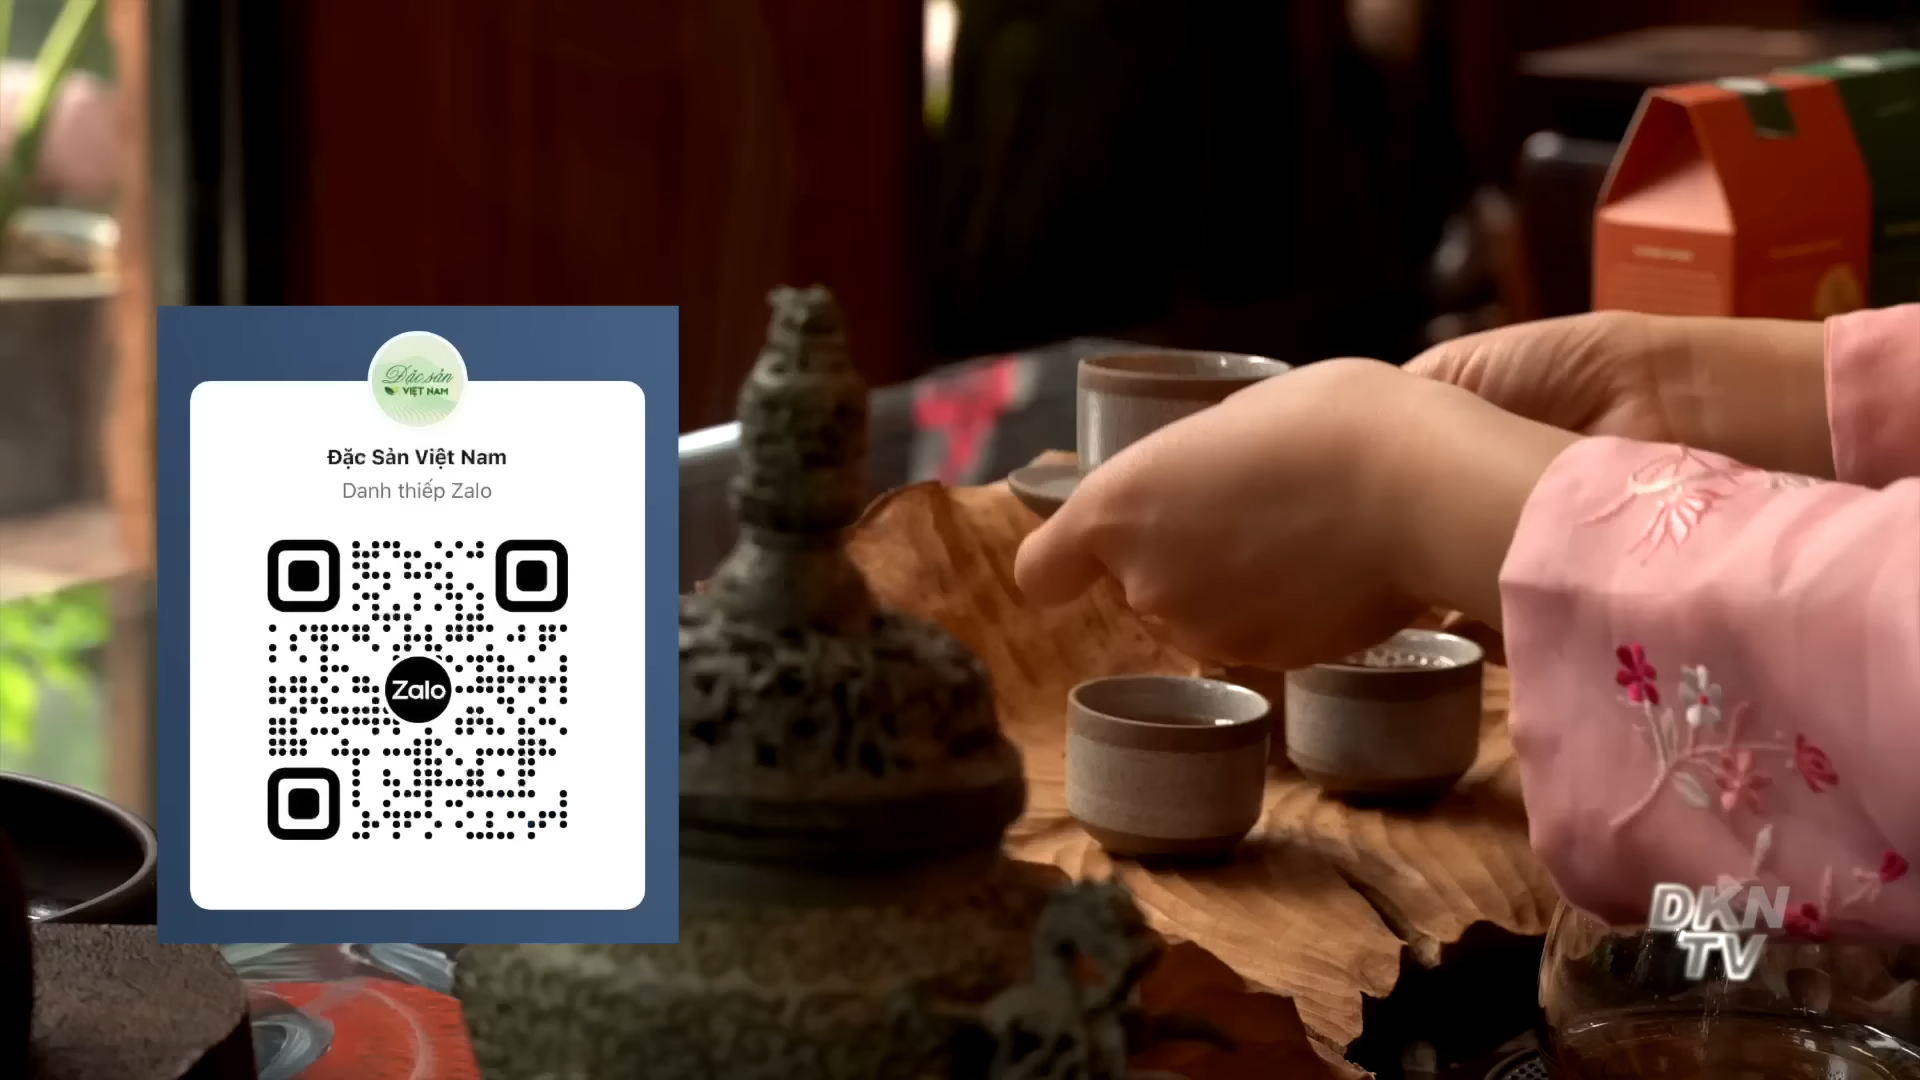 Đặc sản
VIỆT NAM
Đặc Sản Việt Nam
Danh thiếp Zalo
Zalo
DKN
TV